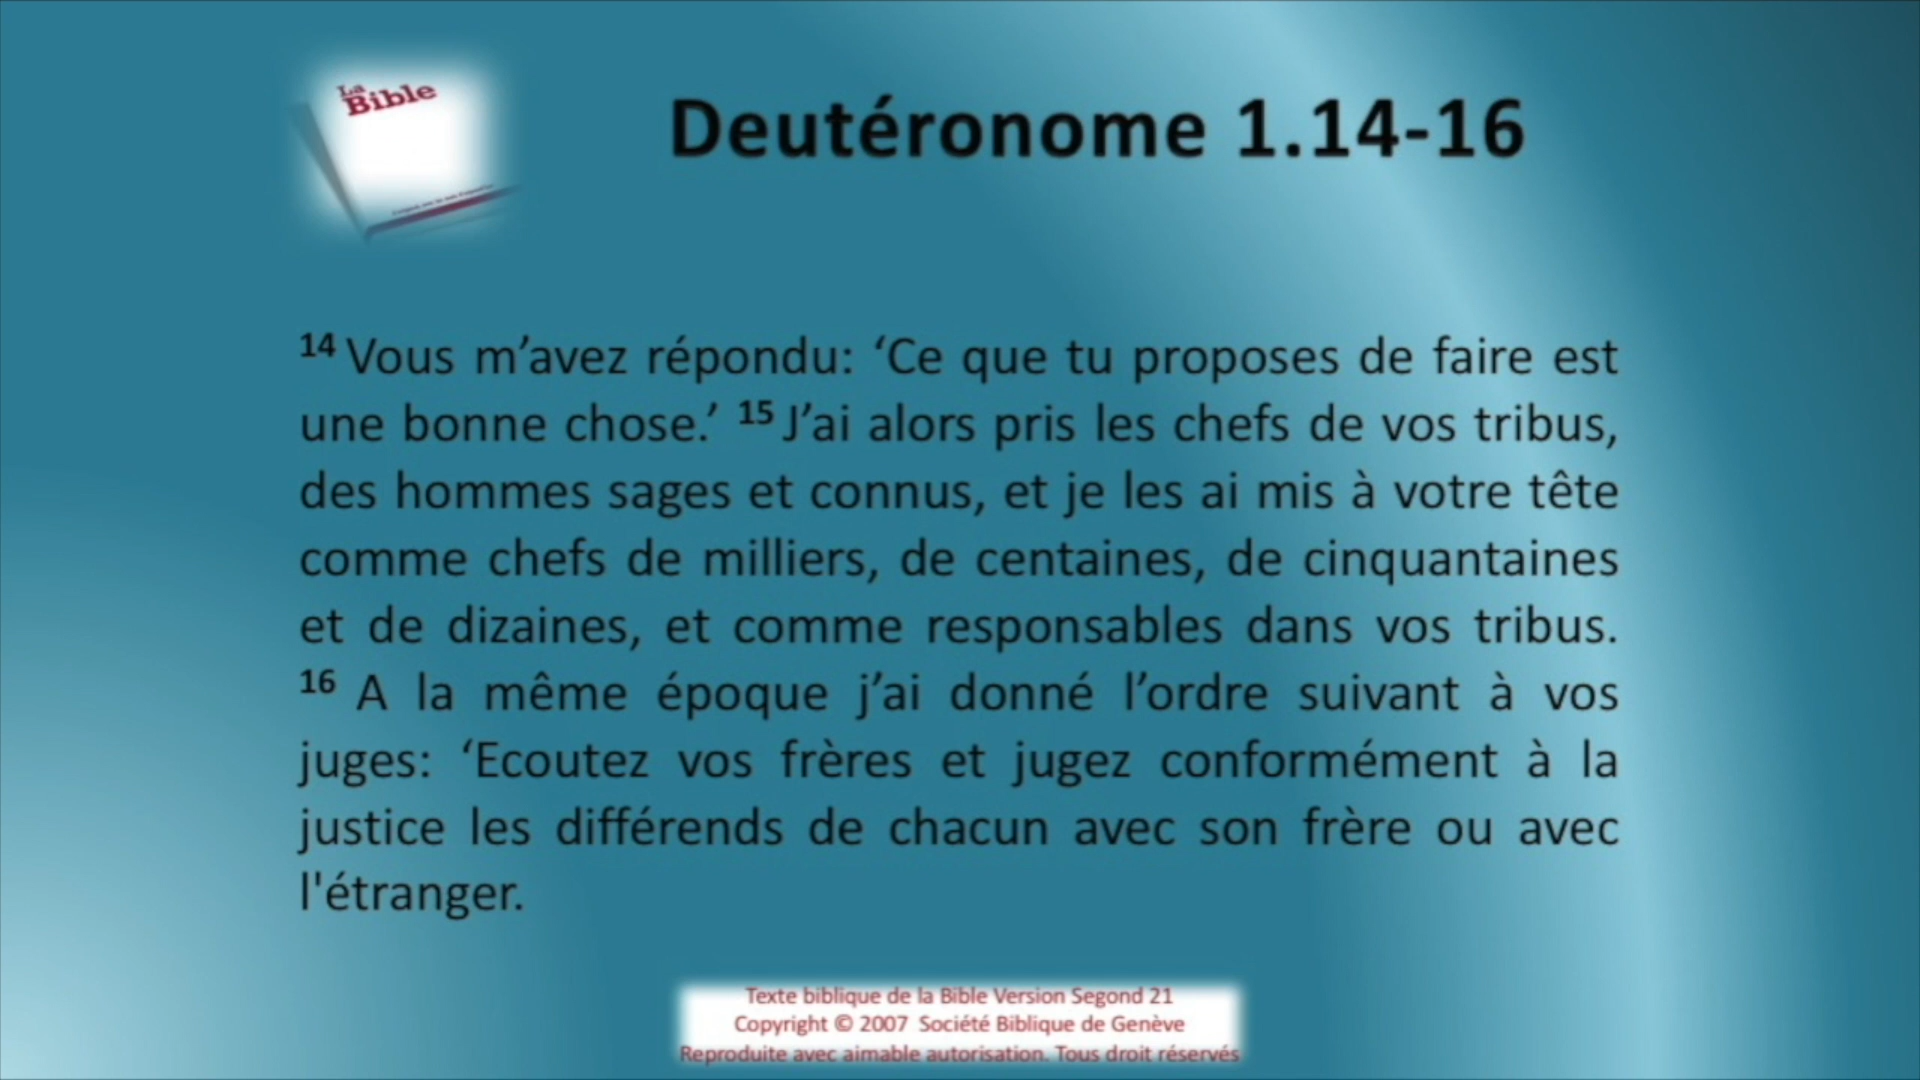 La
Bible
Deutéronome 1.14-16
14 Vous m’avez répondu: ‘Ce que tu proposes de faire est
une bonne chose.’ 15 J’ai alors pris les chefs de vos tribus,
des hommes sages et connus, et je les ai mis à votre tête
comme chefs de milliers, de centaines, de cinquantaines
et de dizaines, et comme responsables dans vos tribus.
16 A la même époque j’ai donné l’ordre suivant à vos
juges: ‘Ecoutez vos frères et jugez conformément à la
justice les différends de chacun avec son frère ou avec
l'étranger.
Texte biblique de la Bible Version Segond 21
Copyright © 2007 Société Biblique de Genève
Reproduite avec aimable autorisation. Tous droit réservés